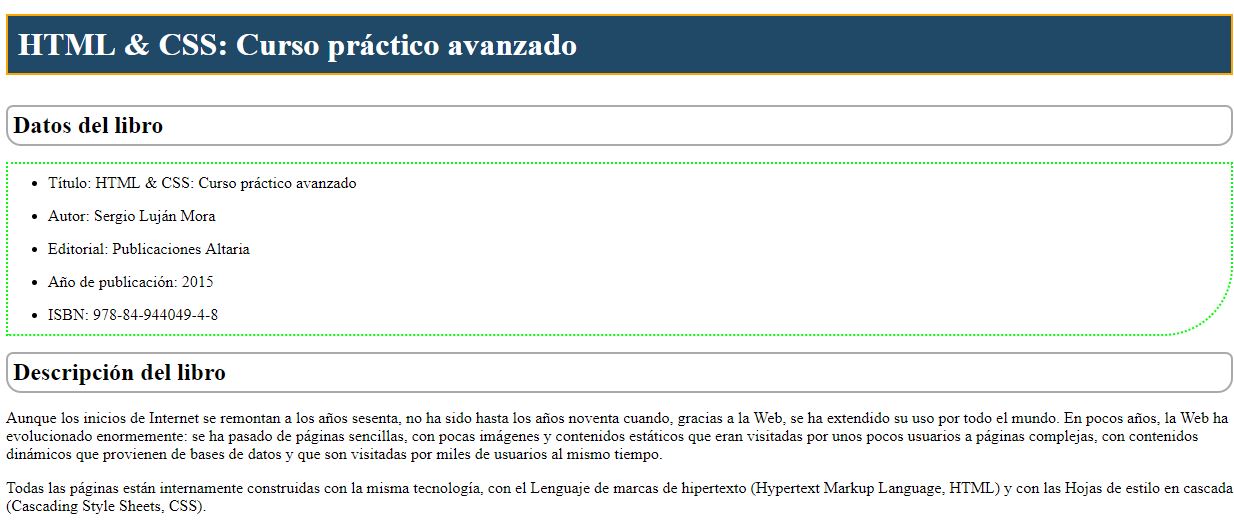 HTML & CSS: Curso práctico avanzado
Datos del libro
Título: HTML & CSS: Curso práctico avanzado
Autor: Sergio Luján Mora
Editorial: Publicaciones Altaria
Año de publicación: 2015
ISBN: 978-84-944049-4-8
Descripción del libro
Aunque los inicios de Internet se remontan a los años sesenta, no ha sido hasta los años noventa cuando, gracias a la Web, se ha extendido su uso por todo el mundo. En pocos años, la Web ha
evolucionado enormemente: se ha pasado de páginas sencillas, con pocas imágenes y contenidos estáticos que eran visitadas por unos pocos usuarios a páginas complejas, con contenidos
dinámicos que provienen de bases de datos y que son visitadas por miles de usuarios al mismo tiempo.
Todas las páginas están internamente construidas con la misma tecnología, con el Lenguaje de marcas de hipertexto (Hypertext Markup Language, HTML) y con las Hojas de estilo en cascada
(Cascading Style Sheets, CSS).